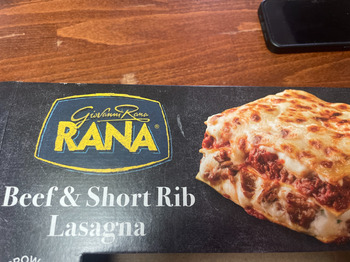 Giovanni Rana
RANA
Beef & Short Rib
Lasagna